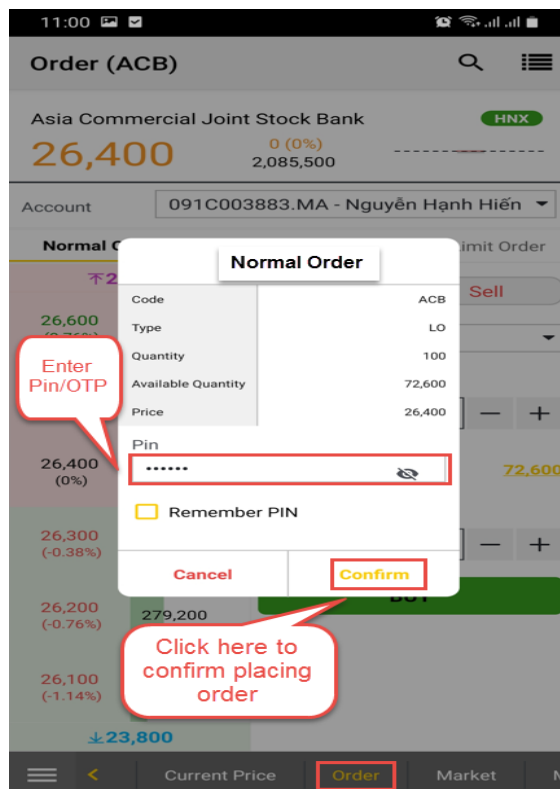 11:00
Order (ACB)
Asia Commercial Joint Stock Bank
HNX
26,400
0 (0%)
2,085,500
Account
091C003883.MA - Nguyễn Hạnh Hiến
Normal
imit Order
Normal Order
Sell
Code
ACB
Type
LO
Quantity
100
Available Quantity
72,600
Price
26,400
Pin
••••••
Remember PIN
Cancel
Confirm
Enter
Pin/OTP
26,600
26,400
(0%)
72,600
26,300
(-0.38%)
26,200
(-0.76%)
279,200
BUY
Click here to
confirm placing
order
26,100
(-1.14%)
23,800
Current Price
Order
Market